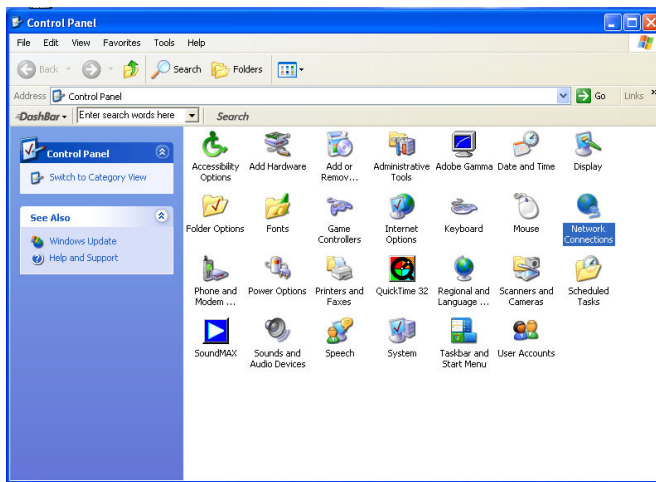 Control Panel
File Edit View Favorites Tools Help
Back Search Folders
Address Control Panel Go Links »
DashBar Enter search words here Search
Control Panel
Switch to Category View
See Also
Windows Update
Help and Support
Accessibility Options
Add Hardware
Add or Remov...
Administrative Tools
Adobe Gamma
Date and Time
Display
Folder Options
Fonts
Game Controllers
Internet Options
Keyboard
Mouse
Network Connections
Phone and Modem ...
Power Options
Printers and Faxes
QuickTime 32
Regional and Language ...
Scanners and Cameras
Scheduled Tasks
SoundMAX
Sounds and Audio Devices
Speech
System
Taskbar and Start Menu
User Accounts